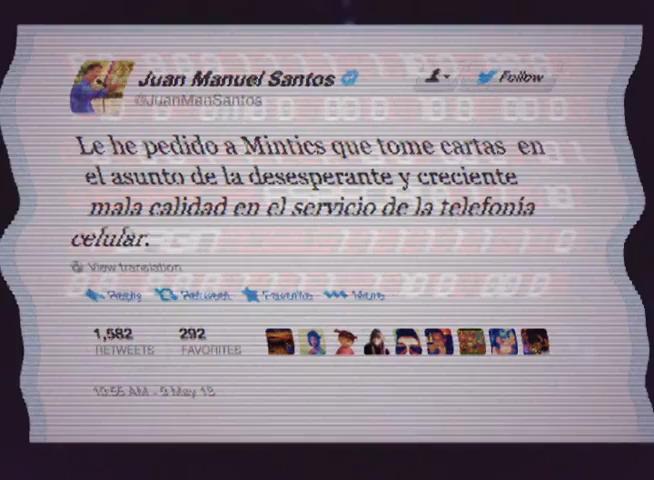 Juan Manuel Santos
Follow
@JuanManSantos
Le he pedido a Mintics que tome cartas en
el asunto de la desesperante y creciente
mala calidad en el servicio de la telefonía
celular.
View translation
Reply Retweet Favorite More
1,582 292
RETWEETS FAVORITES
10:55 AM - 9 May 13